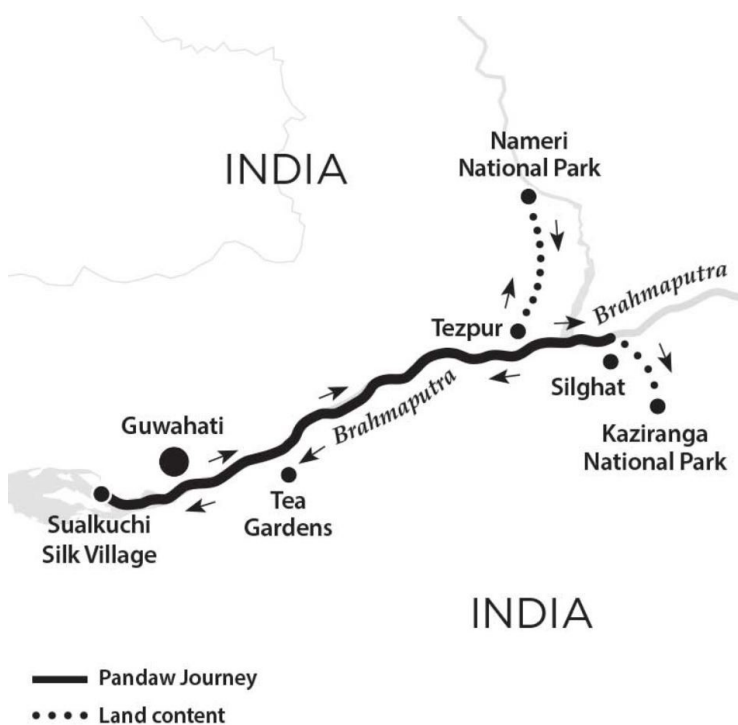 Nameri
National Park
INDIA
Brahmaputra
Tezpur
Silghat
Brahmaputra
Kaziranga
National Park
Guwahati
Tea
Gardens
Sualkuchi
Silk Village
INDIA
Pandaw Journey
Land content